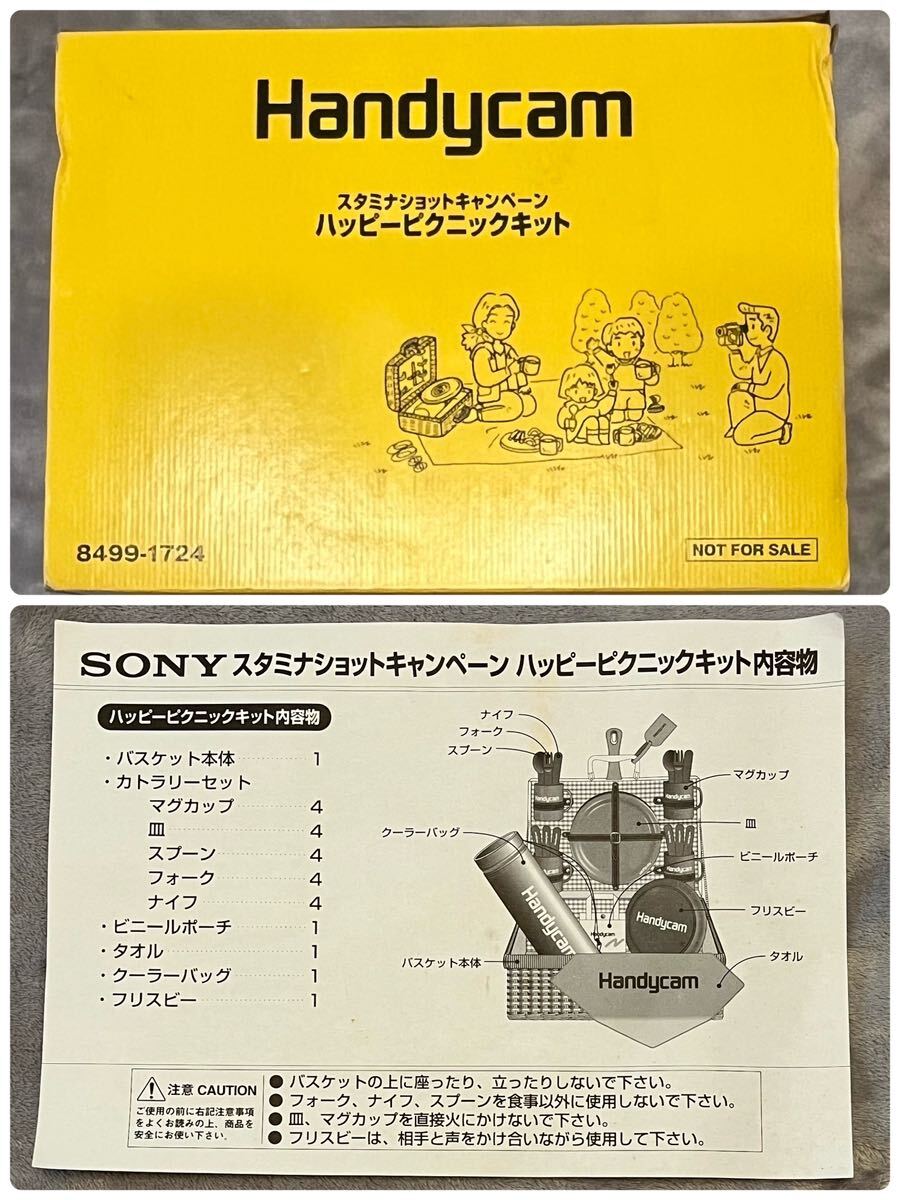 Handycam
スタミナショットキャンペーン
ハッピーピクニックキット
8499-1724
NOT FOR SALE
SONY スタミナショットキャンペーン ハッピーピクニックキット内容物
ハッピーピクニックキット内容物
・バスケット本体 1
・カトラリーセット
マグカップ 4
皿 4
スプーン 4
フォーク 4
ナイフ 4
・ビニールポーチ 1
・タオル 1
・クーラーバッグ 1
・フリスビー 1
ナイフ
フォーク
スプーン
マグカップ
皿
クーラーバッグ
ビニールポーチ
フリスビー
バスケット本体
タオル
Handycam
Handycam
Handycam
Handycam
Handycam
Handycam
Handycam
Handycam
注意 CAUTION
ご使用の前に右記注意事項
をよくお読みの上、商品を
安全にお使い下さい。
● バスケットの上に座ったり、立ったりしないで下さい。
● フォーク、ナイフ、スプーンを食事以外に使用しないで下さい。
● 皿、マグカップを直接火にかけないで下さい。
● フリスビーは、相手と声をかけ合いながら使用して下さい。